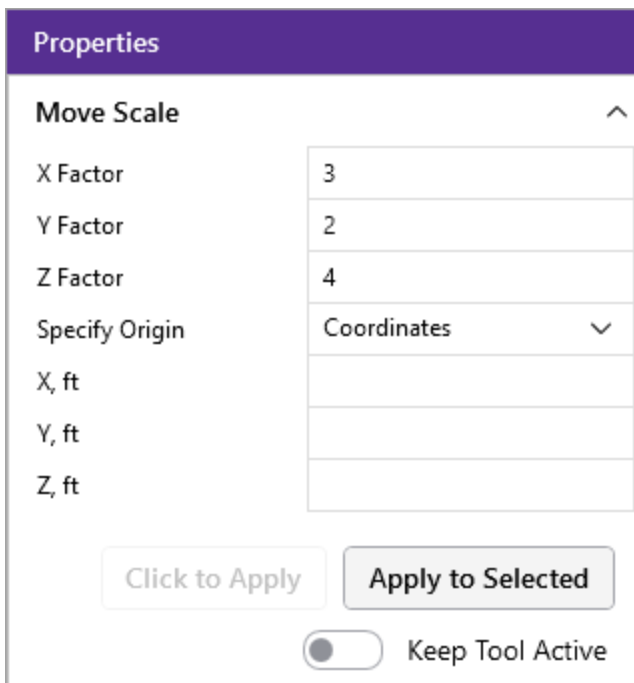 Properties
Move Scale
X Factor 3
Y Factor 2
Z Factor 4
Specify Origin Coordinates
X, ft
Y, ft
Z, ft
Click to Apply Apply to Selected
Keep Tool Active